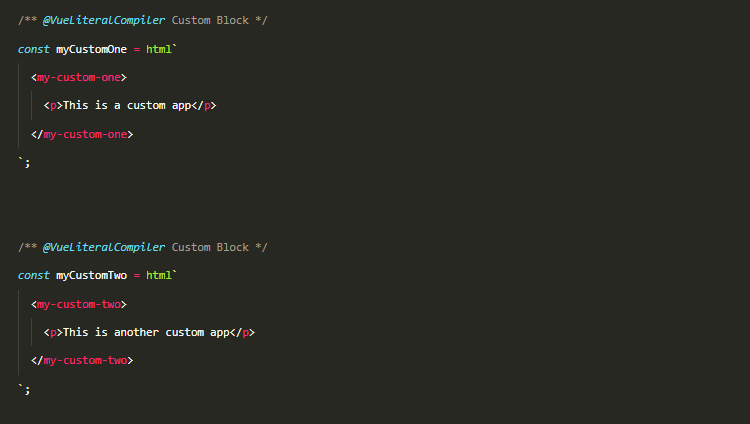 /** @VueLiteralCompiler Custom Block */
const myCustomOne = html`
<my-custom-one>
<p>This is a custom app</p>
</my-custom-one>
`;
/** @VueLiteralCompiler Custom Block */
const myCustomTwo = html`
<my-custom-two>
<p>This is another custom app</p>
</my-custom-two>
`;